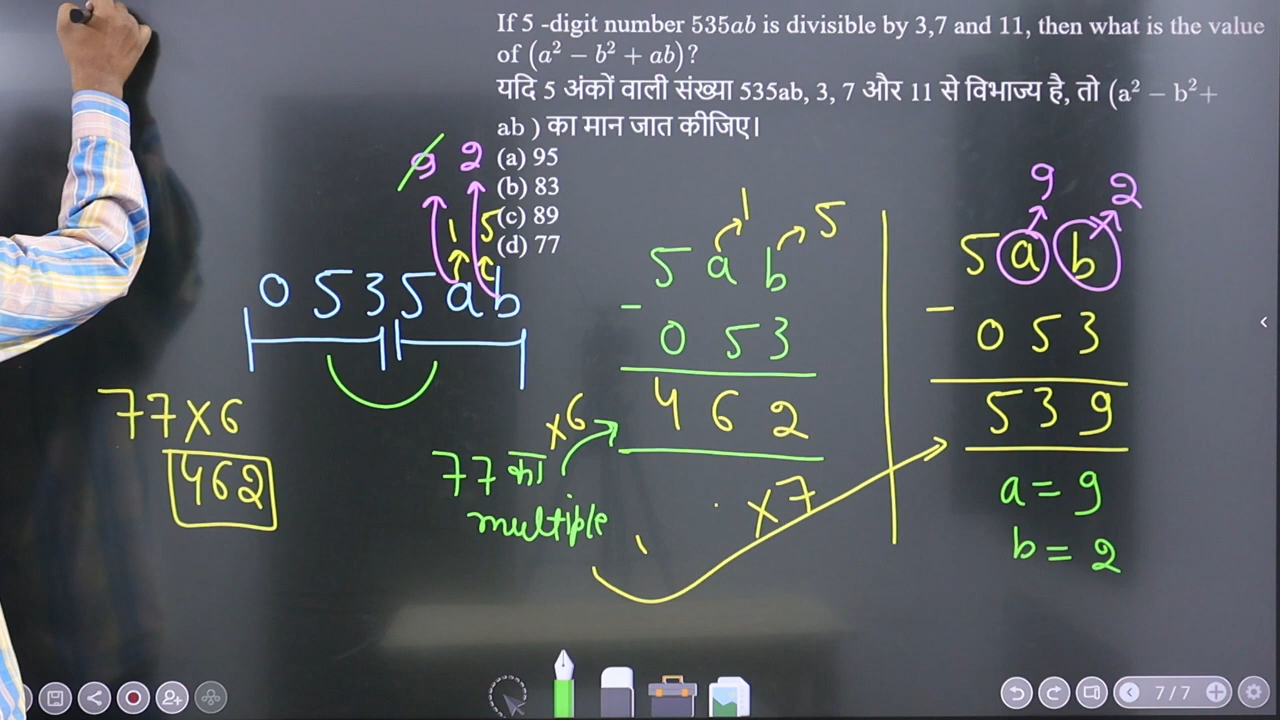 If 5 -digit number 535ab is divisible by 3,7 and 11, then what is the value
of (a² − b² + ab)?
यदि 5 अंकों वाली संख्या 535ab, 3, 7 और 11 से विभाज्य है, तो (a² − b²+
ab ) का मान जात कीजिए।
(a) 95
(b) 83
(c) 89
(d) 77
9 2
1 5
0 5 3 5 a b
77×6
462
1 5
5 a b
- 0 5 3
4 6 2
×6
77 का
multiple
×7
9 2
5 a b
- 0 5 3
5 3 9
a = 9
b = 2
7/7